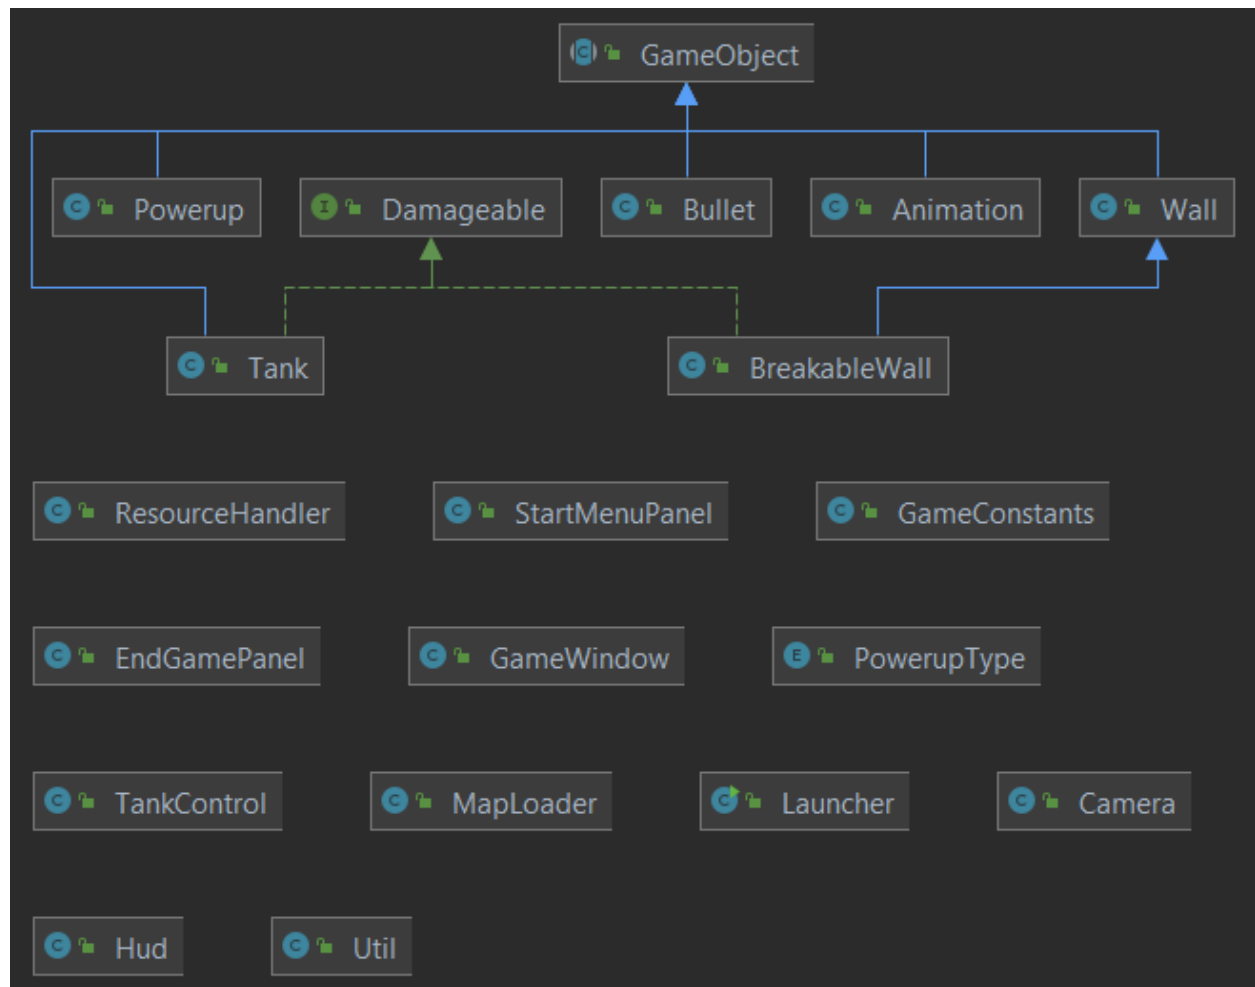 GameObject
Powerup Damageable Bullet Animation Wall
Tank BreakableWall
ResourceHandler StartMenuPanel GameConstants
EndGamePanel GameWindow PowerupType
TankControl MapLoader Launcher Camera
Hud Util